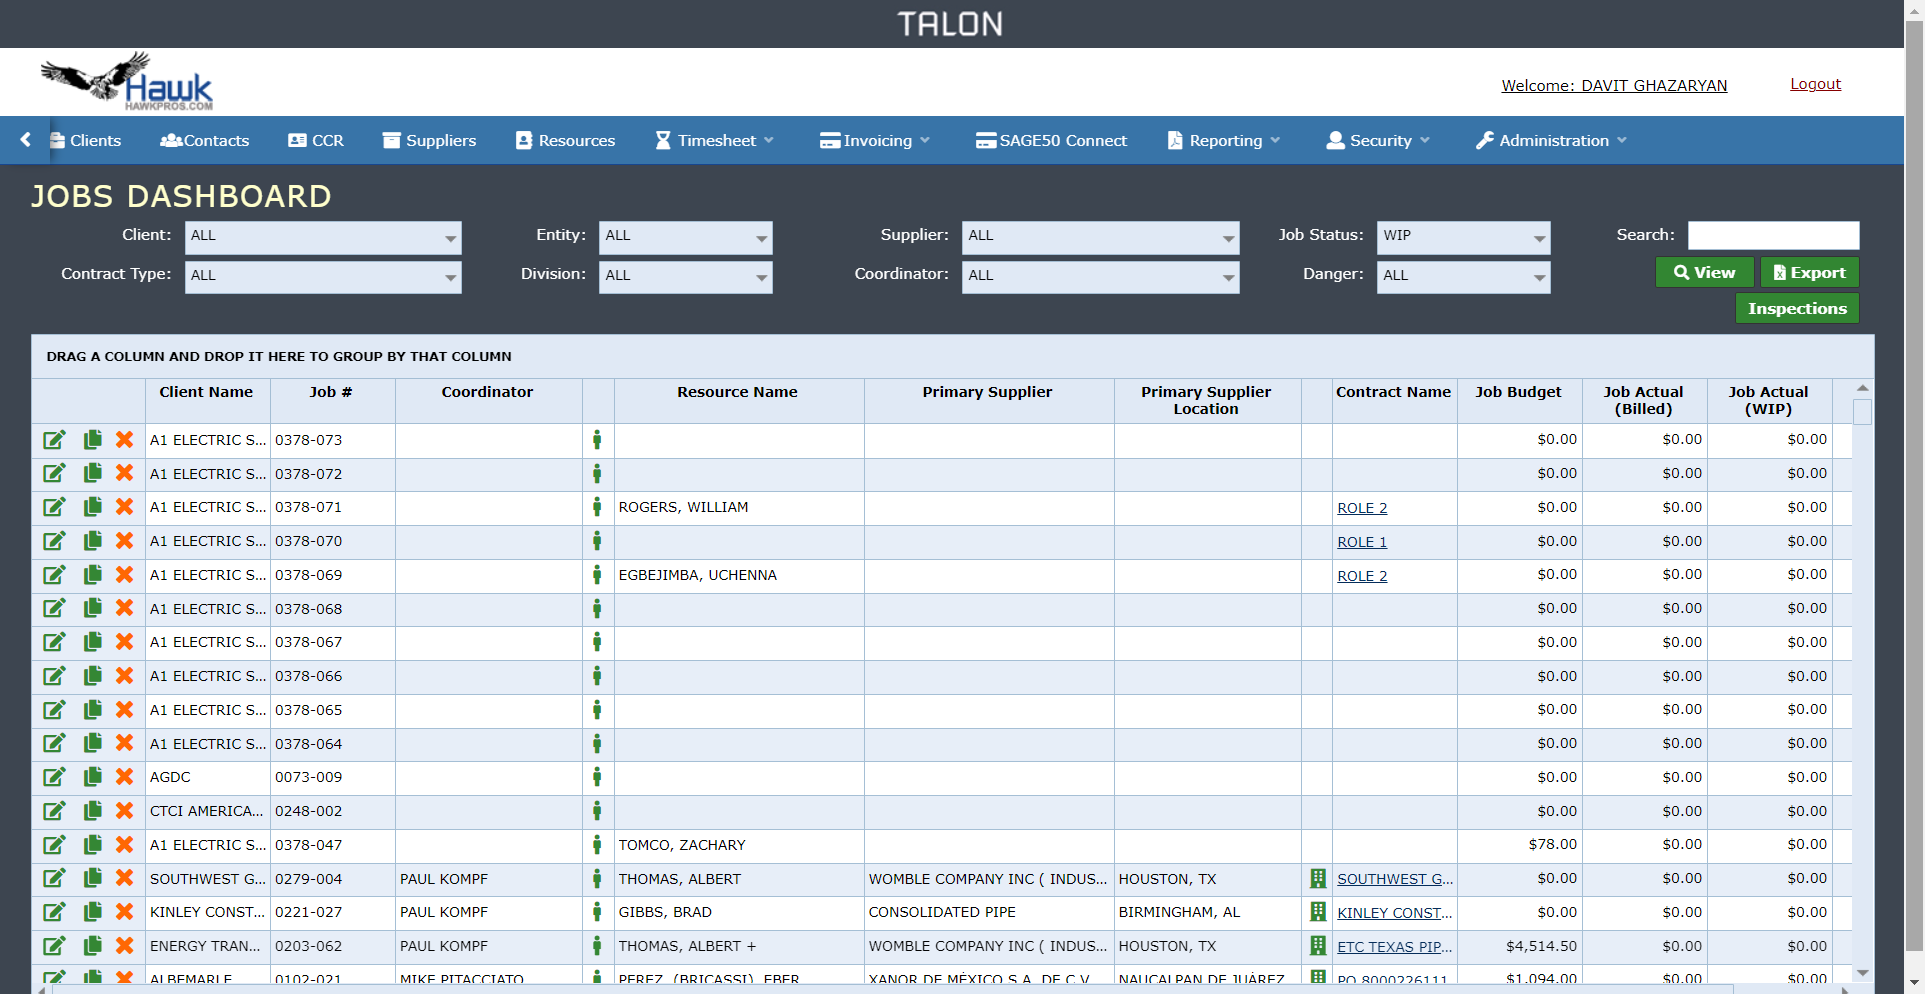 TALON
Hawk
HAWKPROS.COM
Welcome: DAVIT GHAZARYAN
Logout
Clients Contacts CCR Suppliers Resources Timesheet Invoicing SAGE50 Connect Reporting Security Administration
JOBS DASHBOARD
Client: ALL Entity: ALL Supplier: ALL Job Status: WIP Search:
Contract Type: ALL Division: ALL Coordinator: ALL Danger: ALL View Export
Inspections
DRAG A COLUMN AND DROP IT HERE TO GROUP BY THAT COLUMN
Client Name Job # Coordinator Resource Name Primary Supplier Primary Supplier Location Contract Name Job Budget Job Actual (Billed) Job Actual (WIP)
A1 ELECTRIC S... 0378-073 $0.00 $0.00 $0.00
A1 ELECTRIC S... 0378-072 $0.00 $0.00 $0.00
A1 ELECTRIC S... 0378-071 ROGERS, WILLIAM ROLE 2 $0.00 $0.00 $0.00
A1 ELECTRIC S... 0378-070 ROLE 1 $0.00 $0.00 $0.00
A1 ELECTRIC S... 0378-069 EGBEJIMBA, UCHENNA ROLE 2 $0.00 $0.00 $0.00
A1 ELECTRIC S... 0378-068 $0.00 $0.00 $0.00
A1 ELECTRIC S... 0378-067 $0.00 $0.00 $0.00
A1 ELECTRIC S... 0378-066 $0.00 $0.00 $0.00
A1 ELECTRIC S... 0378-065 $0.00 $0.00 $0.00
A1 ELECTRIC S... 0378-064 $0.00 $0.00 $0.00
AGDC 0073-009 $0.00 $0.00 $0.00
CTCI AMERICA... 0248-002 $0.00 $0.00 $0.00
A1 ELECTRIC S... 0378-047 TOMCO, ZACHARY $78.00 $0.00 $0.00
SOUTHWEST G... 0279-004 PAUL KOMPF THOMAS, ALBERT WOMBLE COMPANY INC ( INDUS... HOUSTON, TX SOUTHWEST G... $0.00 $0.00 $0.00
KINLEY CONST... 0221-027 PAUL KOMPF GIBBS, BRAD CONSOLIDATED PIPE BIRMINGHAM, AL KINLEY CONST... $0.00 $0.00 $0.00
ENERGY TRAN... 0203-062 PAUL KOMPF THOMAS, ALBERT + WOMBLE COMPANY INC ( INDUS... HOUSTON, TX ETC TEXAS PIP... $4,514.50 $0.00 $0.00
ALBEMARLE 0102-021 MIKE PITACCIATO PEREZ, (BRICASSI), EBER XANOR DE MÉXICO S.A. DE C.V. NAUCALPAN DE JUÁREZ PO 8000226111 $1,094.00 $0.00 $0.00